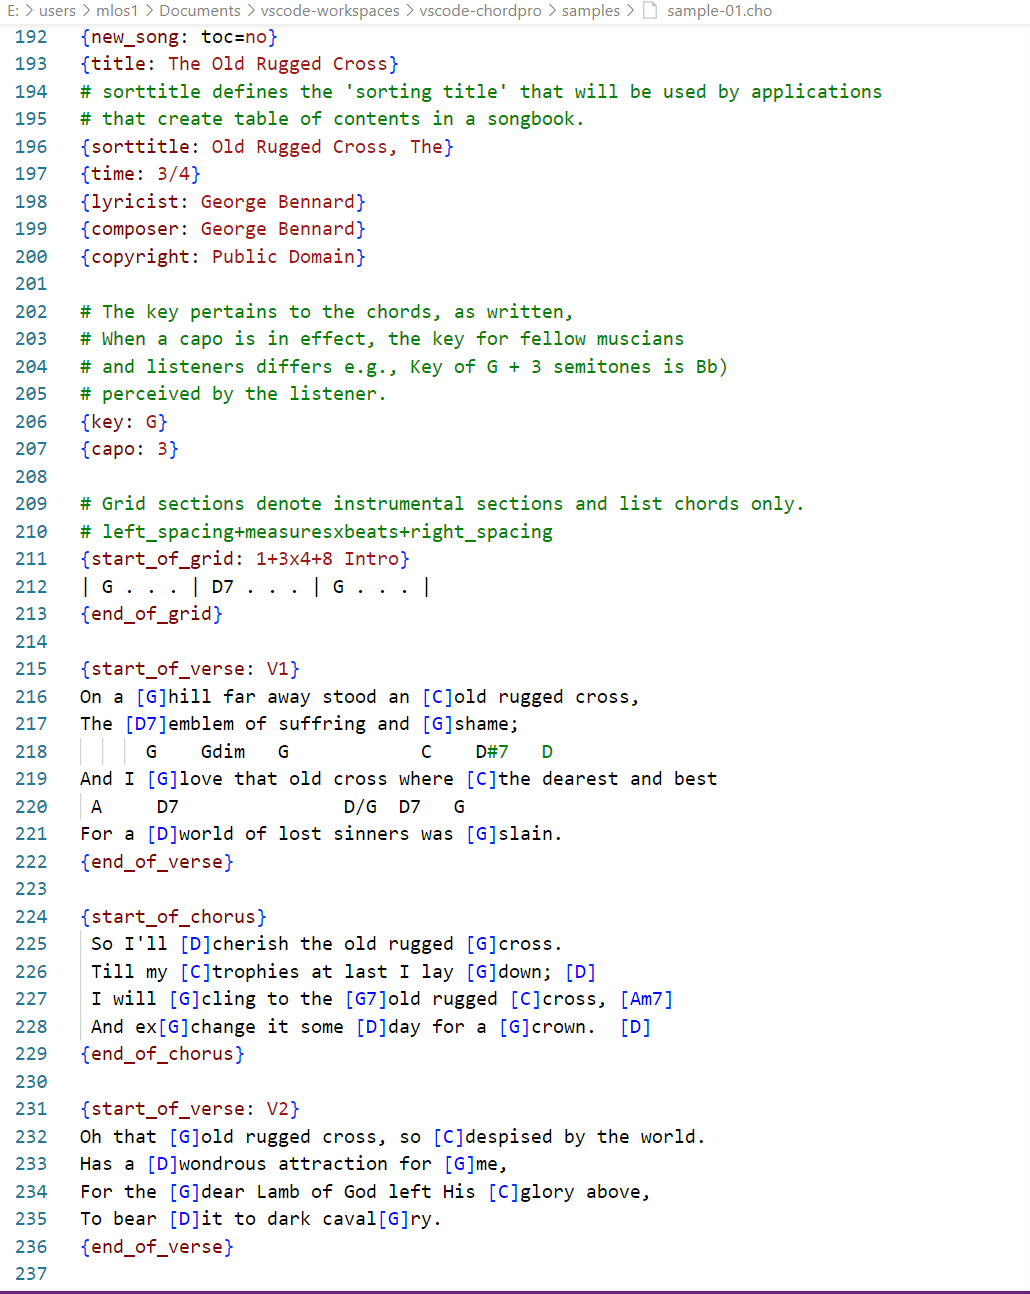 E: > users > mlos1 > Documents > vscode-workspaces > vscode-chordpro > samples > sample-01.cho
192 {new_song: toc=no}
193 {title: The Old Rugged Cross}
194 # sorttitle defines the 'sorting title' that will be used by applications
195 # that create table of contents in a songbook.
196 {sorttitle: Old Rugged Cross, The}
197 {time: 3/4}
198 {lyricist: George Bennard}
199 {composer: George Bennard}
200 {copyright: Public Domain}
201
202 # The key pertains to the chords, as written,
203 # When a capo is in effect, the key for fellow muscians
204 # and listeners differs e.g., Key of G + 3 semitones is Bb)
205 # perceived by the listener.
206 {key: G}
207 {capo: 3}
208
209 # Grid sections denote instrumental sections and list chords only.
210 # left_spacing+measuresxbeats+right_spacing
211 {start_of_grid: 1+3x4+8 Intro}
212 | G . . . | D7 . . . | G . . . |
213 {end_of_grid}
214
215 {start_of_verse: V1}
216 On a [G]hill far away stood an [C]old rugged cross,
217 The [D7]emblem of suffring and [G]shame;
218       G    Gdim   G            C    D#7   D
219 And I [G]love that old cross where [C]the dearest and best
220  A     D7               D/G  D7   G
221 For a [D]world of lost sinners was [G]slain.
222 {end_of_verse}
223
224 {start_of_chorus}
225  So I'll [D]cherish the old rugged [G]cross.
226  Till my [C]trophies at last I lay [G]down; [D]
227  I will [G]cling to the [G7]old rugged [C]cross, [Am7]
228  And ex[G]change it some [D]day for a [G]crown.  [D]
229 {end_of_chorus}
230
231 {start_of_verse: V2}
232 Oh that [G]old rugged cross, so [C]despised by the world.
233 Has a [D]wondrous attraction for [G]me,
234 For the [G]dear Lamb of God left His [C]glory above,
235 To bear [D]it to dark caval[G]ry.
236 {end_of_verse}
237